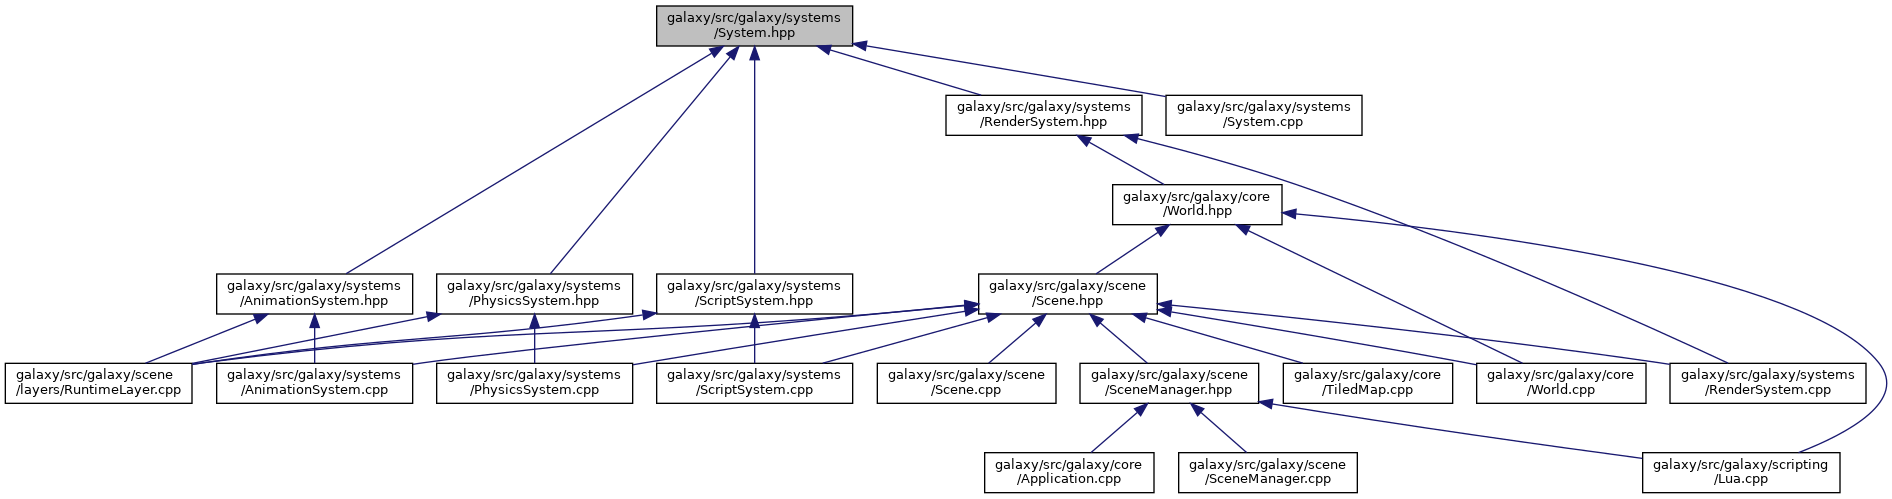 galaxy/src/galaxy/systems
/System.hpp
galaxy/src/galaxy/systems
/RenderSystem.hpp
galaxy/src/galaxy/systems
/System.cpp
galaxy/src/galaxy/core
/World.hpp
galaxy/src/galaxy/systems
/AnimationSystem.hpp
galaxy/src/galaxy/systems
/PhysicsSystem.hpp
galaxy/src/galaxy/systems
/ScriptSystem.hpp
galaxy/src/galaxy/scene
/Scene.hpp
galaxy/src/galaxy/scene
/layers/RuntimeLayer.cpp
galaxy/src/galaxy/systems
/AnimationSystem.cpp
galaxy/src/galaxy/systems
/PhysicsSystem.cpp
galaxy/src/galaxy/systems
/ScriptSystem.cpp
galaxy/src/galaxy/scene
/Scene.cpp
galaxy/src/galaxy/scene
/SceneManager.hpp
galaxy/src/galaxy/core
/TiledMap.cpp
galaxy/src/galaxy/core
/World.cpp
galaxy/src/galaxy/systems
/RenderSystem.cpp
galaxy/src/galaxy/core
/Application.cpp
galaxy/src/galaxy/scene
/SceneManager.cpp
galaxy/src/galaxy/scripting
/Lua.cpp